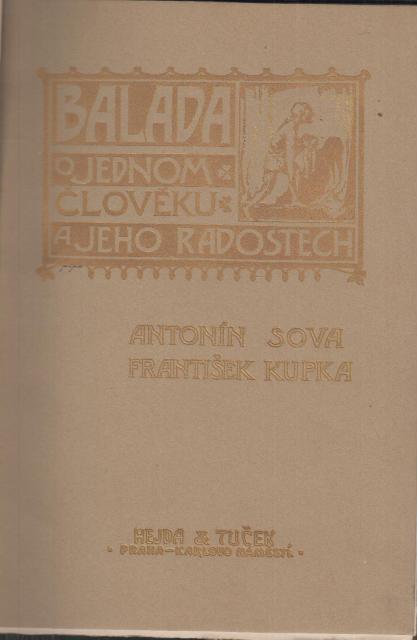 BALADA
O JEDNOM
ČLOVĚKU
A JEHO RADOSTECH
ANTONÍN SOVA
FRANTIŠEK KUPKA
HEJDA & TUČEK
· PRAHA-KARLOVO NÁMĚSTÍ. ·